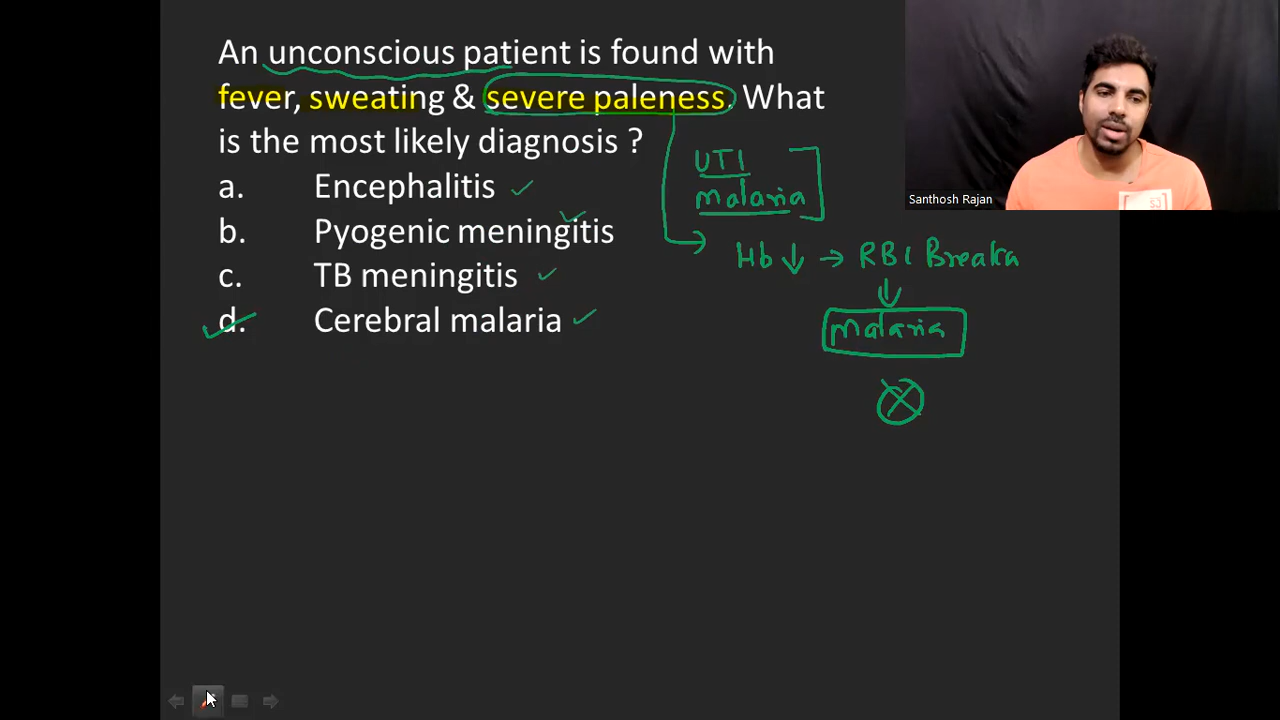 An unconscious patient is found with
fever, sweating & severe paleness. What
is the most likely diagnosis ?
a. Encephalitis
b. Pyogenic meningitis
c. TB meningitis
d. Cerebral malaria
UTI
malaria
Hb ↓ → RBC Breaka
malaria
Santhosh Rajan